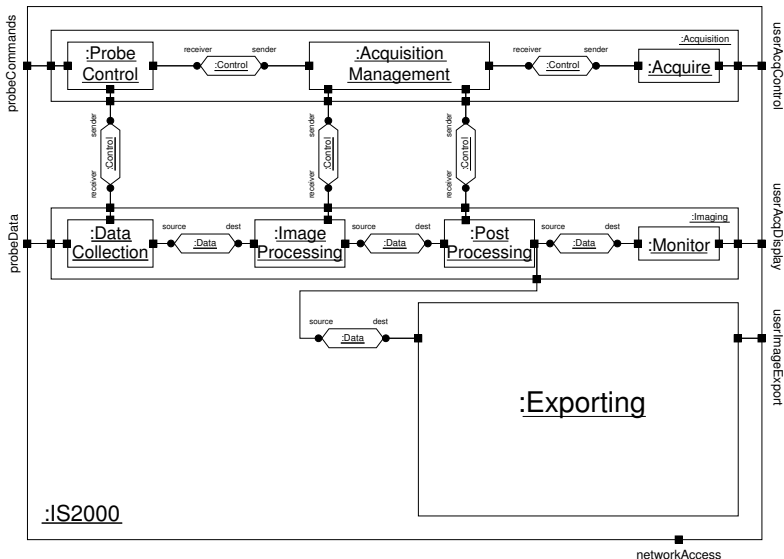 probeCommands
userAcqControl
:Acquisition
:Probe
Control
receiver
sender
:Control
:Acquisition
Management
receiver
sender
:Control
:Acquire
sender
:Control
receiver
sender
:Control
receiver
sender
:Control
receiver
probeData
userAcqDisplay
:Imaging
:Data
Collection
source
dest
:Data
:Image
Processing
source
dest
:Data
:Post
Processing
source
dest
:Data
:Monitor
source
dest
:Data
:Exporting
userImageExport
:IS2000
networkAccess